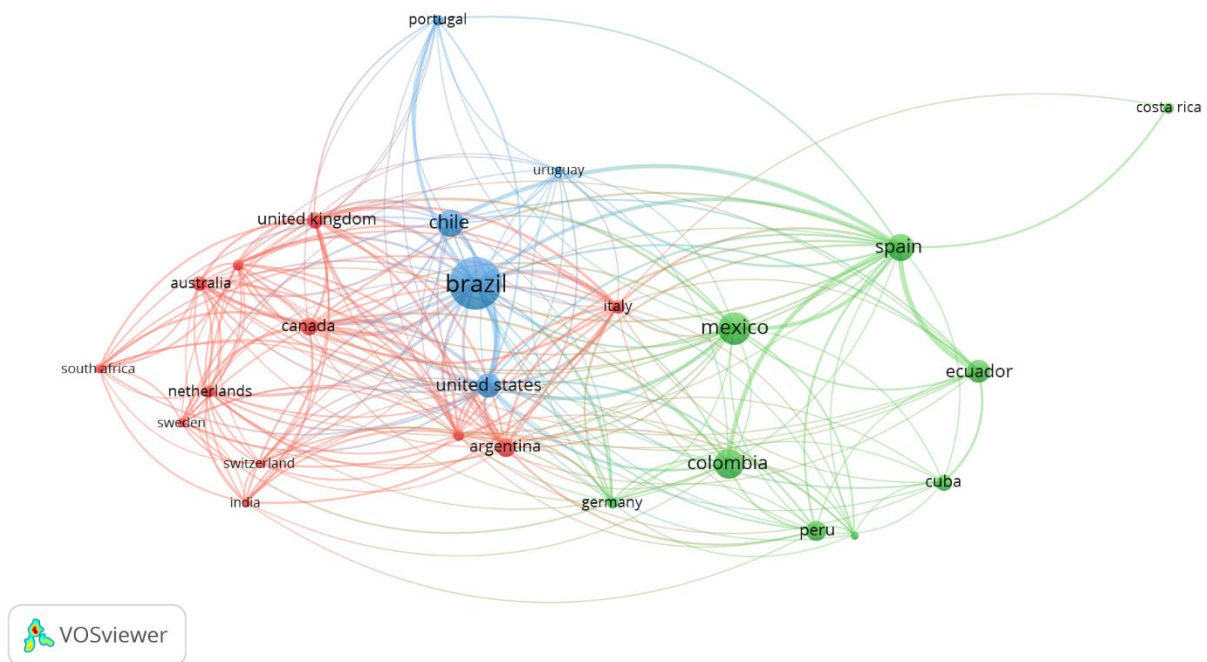 portugal
costa rica
uruguay
united kingdom
chile
spain
australia
brazil
italy
canada
mexico
south africa
ecuador
netherlands
united states
sweden
argentina
switzerland
colombia
cuba
india
germany
peru
VOSviewer